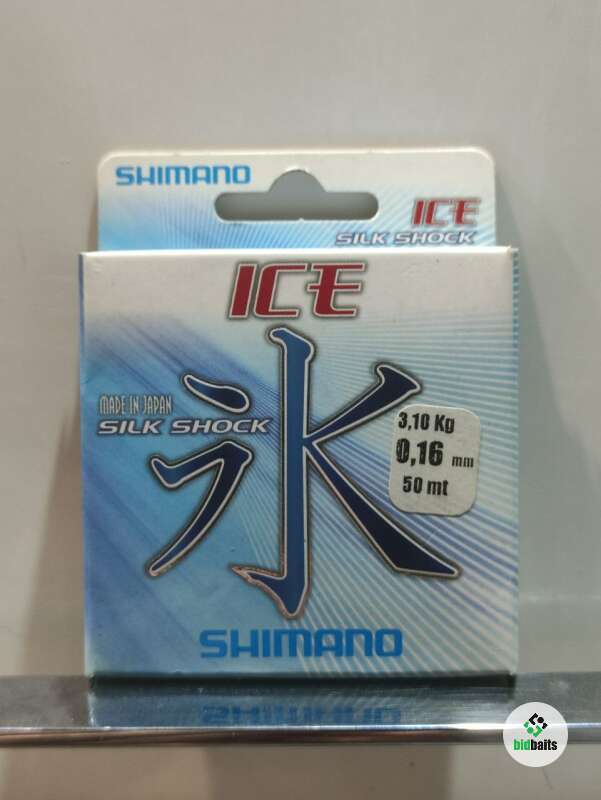 SHIMANO
ICE
SILK SHOCK
ICE
氷
MADE IN JAPAN
SILK SHOCK
3,10 Kg
0,16 mm
50 mt
SHIMANO
SHIMANO
bidbaits